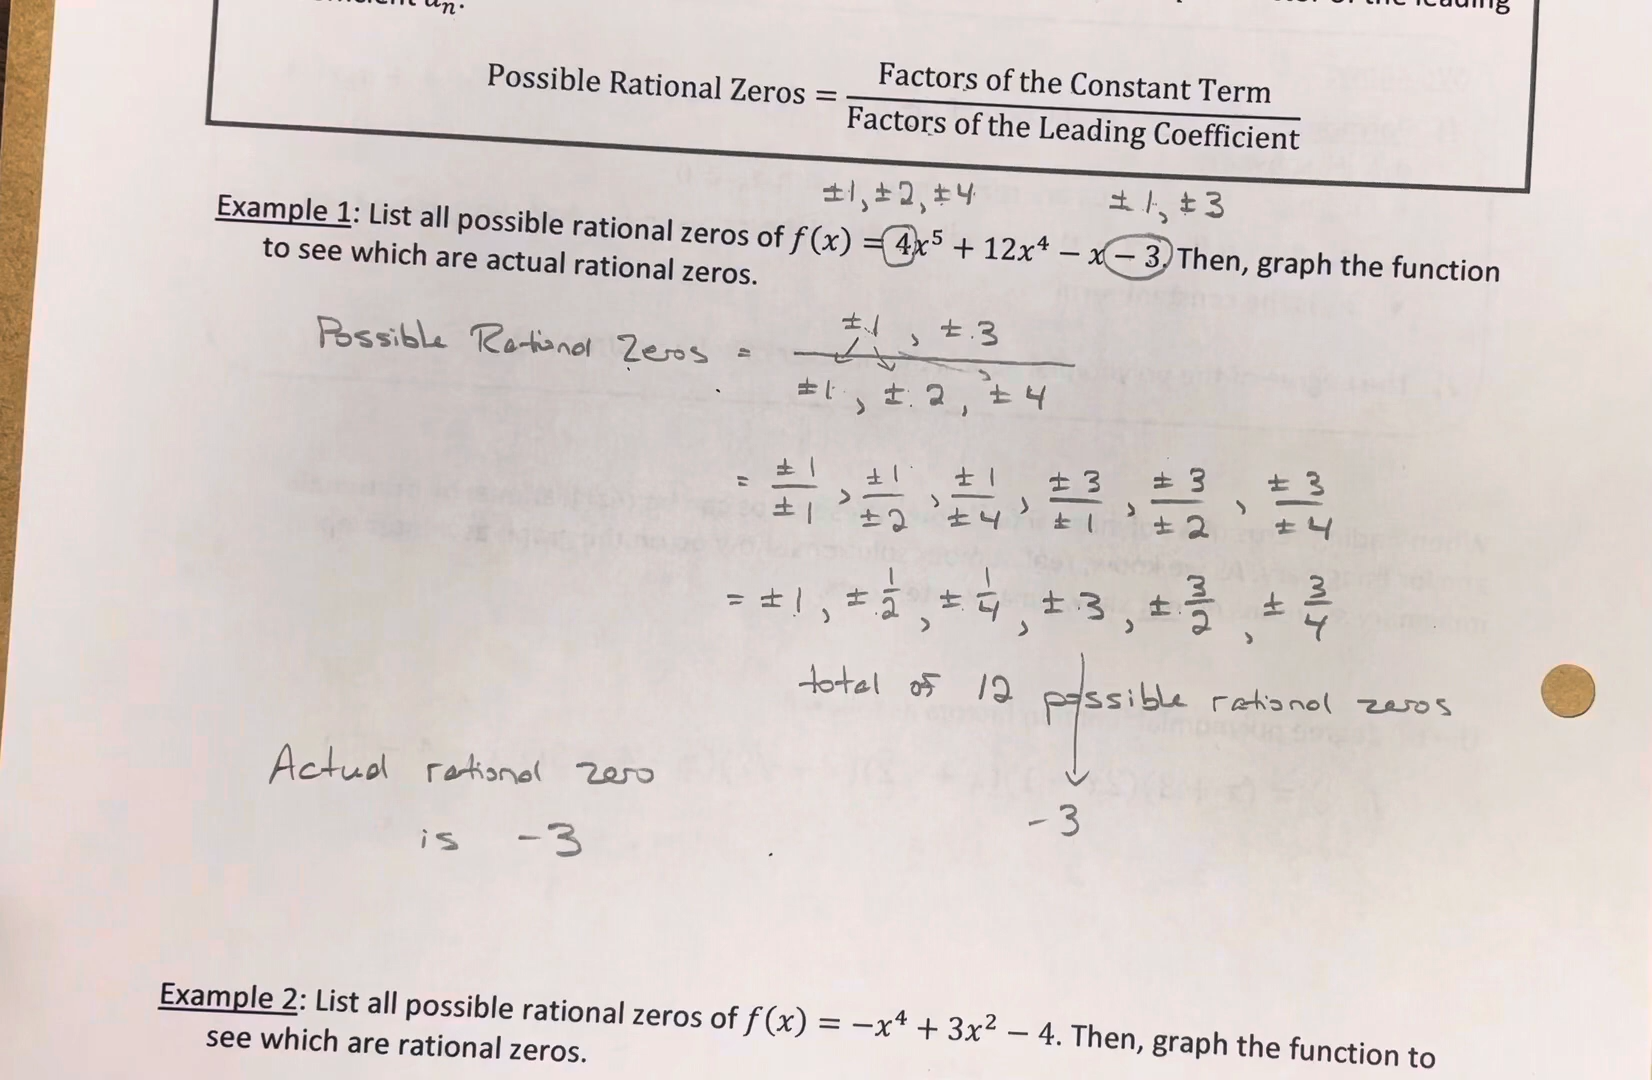 a_n.
Possible Rational Zeros = Factors of the Constant Term / Factors of the Leading Coefficient
±1, ±2, ±4 ±1, ±3
Example 1: List all possible rational zeros of f(x) = 4x⁵ + 12x⁴ − x − 3. Then, graph the function
to see which are actual rational zeros.
Possible Rational Zeros = ±1, ±3 / ±1, ±2, ±4
= ±1/±1, ±1/±2, ±1/±4, ±3/±1, ±3/±2, ±3/±4
= ±1, ±1/2, ±1/4, ±3, ±3/2, ±3/4
total of 12 possible rational zeros
Actual rational zero
-3
is -3
Example 2: List all possible rational zeros of f(x) = −x⁴ + 3x² − 4. Then, graph the function to
see which are rational zeros.